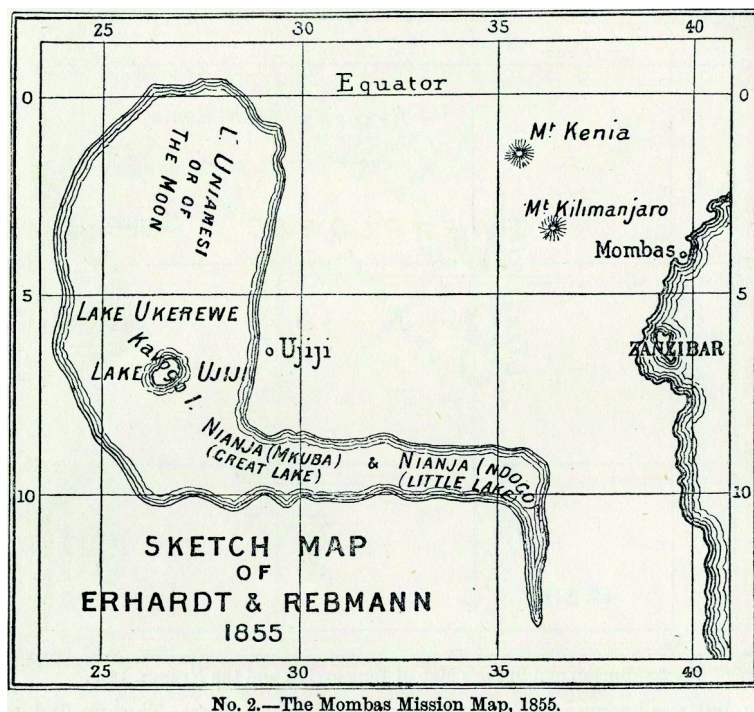 25
30
35
40
0
Equator
0
L' UNIAMESI
OR OF
THE MOON
Mt Kenia
Mt Kilimanjaro
Mombas
5
5
LAKE UKEREWE
Ujiji
ZANZIBAR
Kavogo I.
LAKE UJIJI
NIANJA (MKUBA)
(GREAT LAKE)
&
NIANJA (NDOGO
(LITTLE LAKE)
10
10
SKETCH MAP
OF
ERHARDT & REBMANN
1855
25
30
35
40
No. 2.—The Mombas Mission Map, 1855.